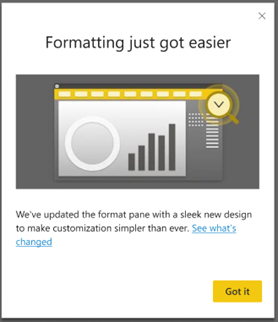 Formatting just got easier
We've updated the format pane with a sleek new design
to make customization simpler than ever. See what's
changed
Got it